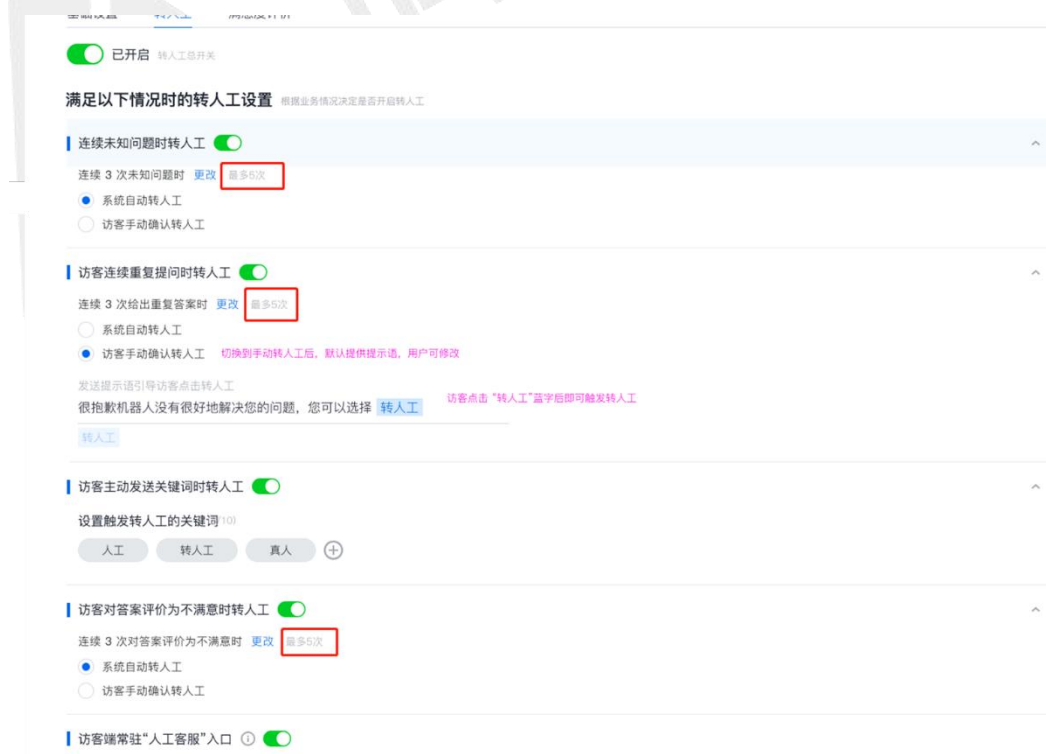 基础设置 转人工 满意度评价
已开启 转人工总开关
满足以下情况时的转人工设置 根据业务情况决定是否开启转人工
连续未知问题时转人工
连续 3 次未知问题时 更改 最多5次
系统自动转人工
访客手动确认转人工
访客连续重复提问时转人工
连续 3 次给出重复答案时 更改 最多5次
系统自动转人工
访客手动确认转人工 切换到手动转人工后，默认提供提示语，用户可修改
发送提示语引导访客点击转人工
很抱歉机器人没有很好地解决您的问题，您可以选择 转人工 访客点击 “转人工”蓝字后即可触发转人工
转人工
访客主动发送关键词时转人工
设置触发转人工的关键词(10)
人工 转人工 真人
访客对答案评价为不满意时转人工
连续 3 次对答案评价为不满意时 更改 最多5次
系统自动转人工
访客手动确认转人工
访客端常驻“人工客服”入口